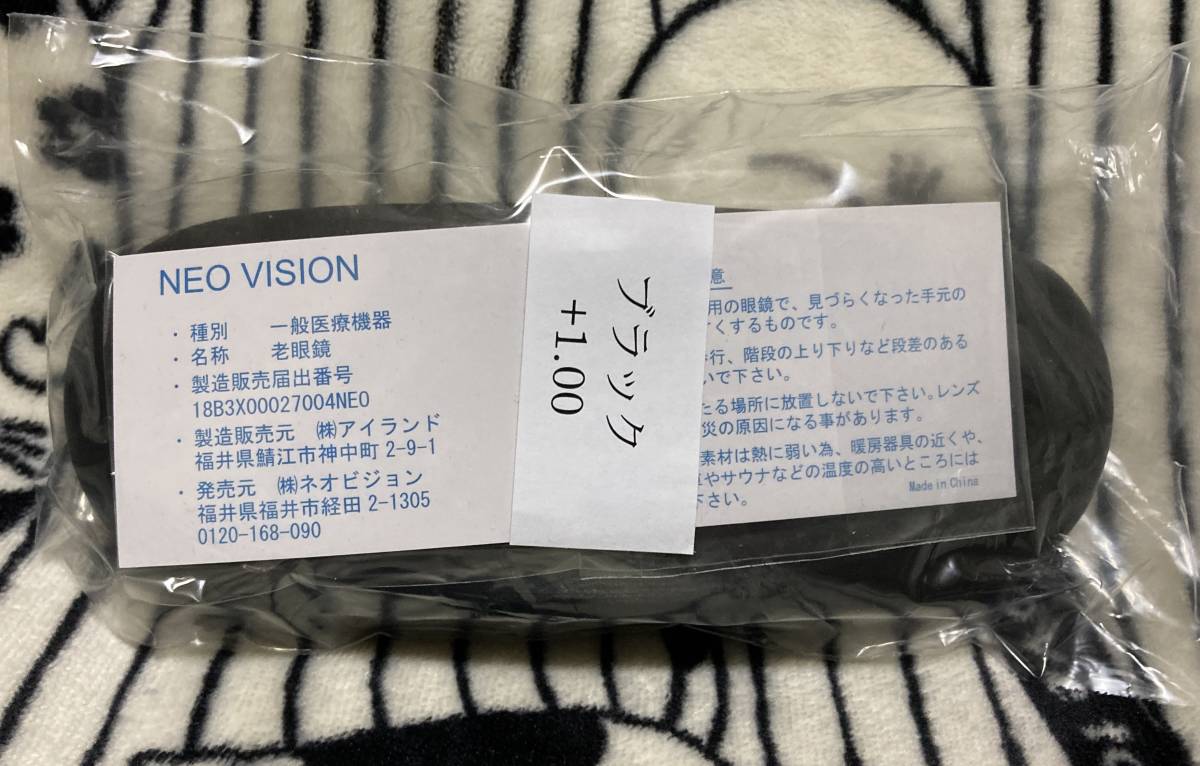 NEO VISION
・種別 一般医療機器
・名称 老眼鏡
・製造販売届出番号
18B3X00027004NEO
・製造販売元 ㈱アイランド
福井県鯖江市神中町 2-9-1
・発売元 ㈱ネオビジョン
福井県福井市経田 2-1305
0120-168-090
ブラック
+1.00
意
用の眼鏡で、見づらくなった手元の
くするものです。
行、階段の上り下りなど段差のある
いで下さい。
たる場所に放置しないで下さい。レンズ
災の原因になる事があります。
素材は熱に弱い為、暖房器具の近くや、
やサウナなどの温度の高いところには
下さい。
Made in China